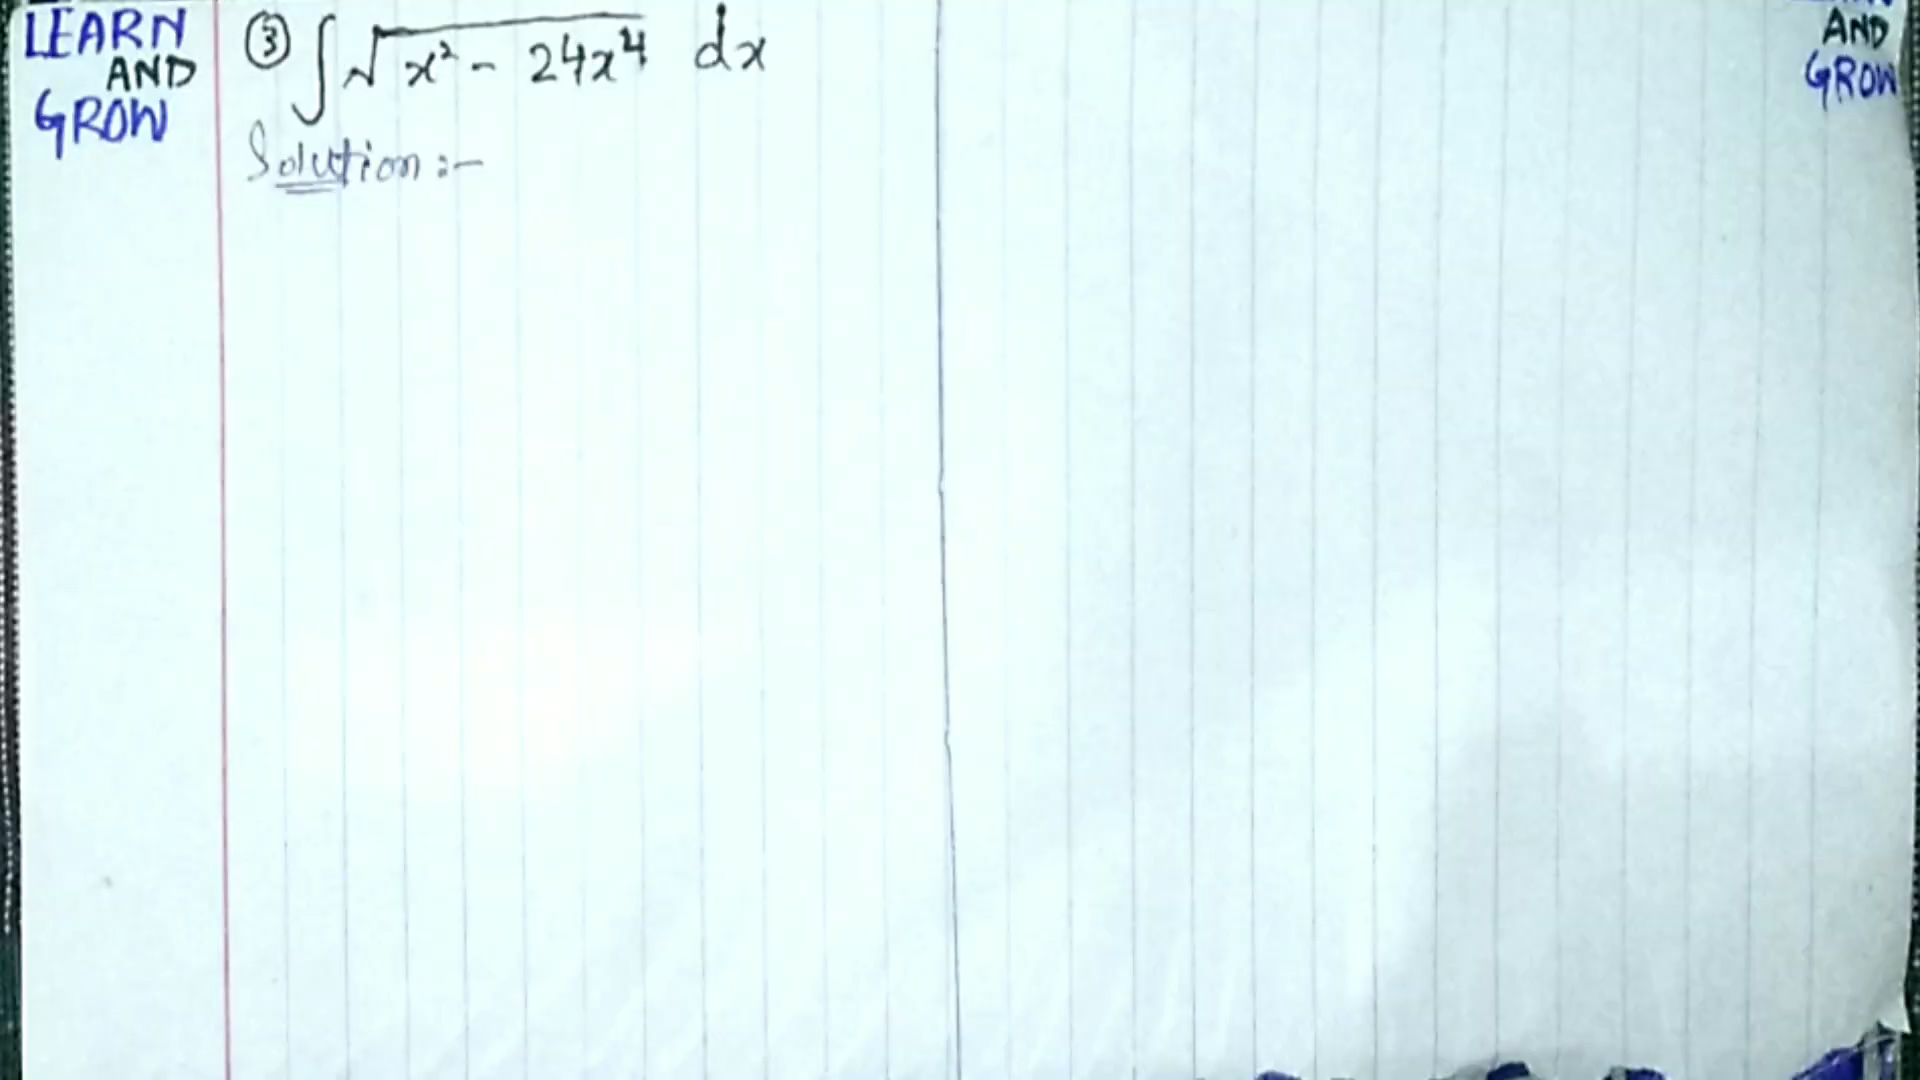 LEARN
AND
GROW
③ ∫√(x² - 24x⁴) dx
Solution :-
AND
GROW